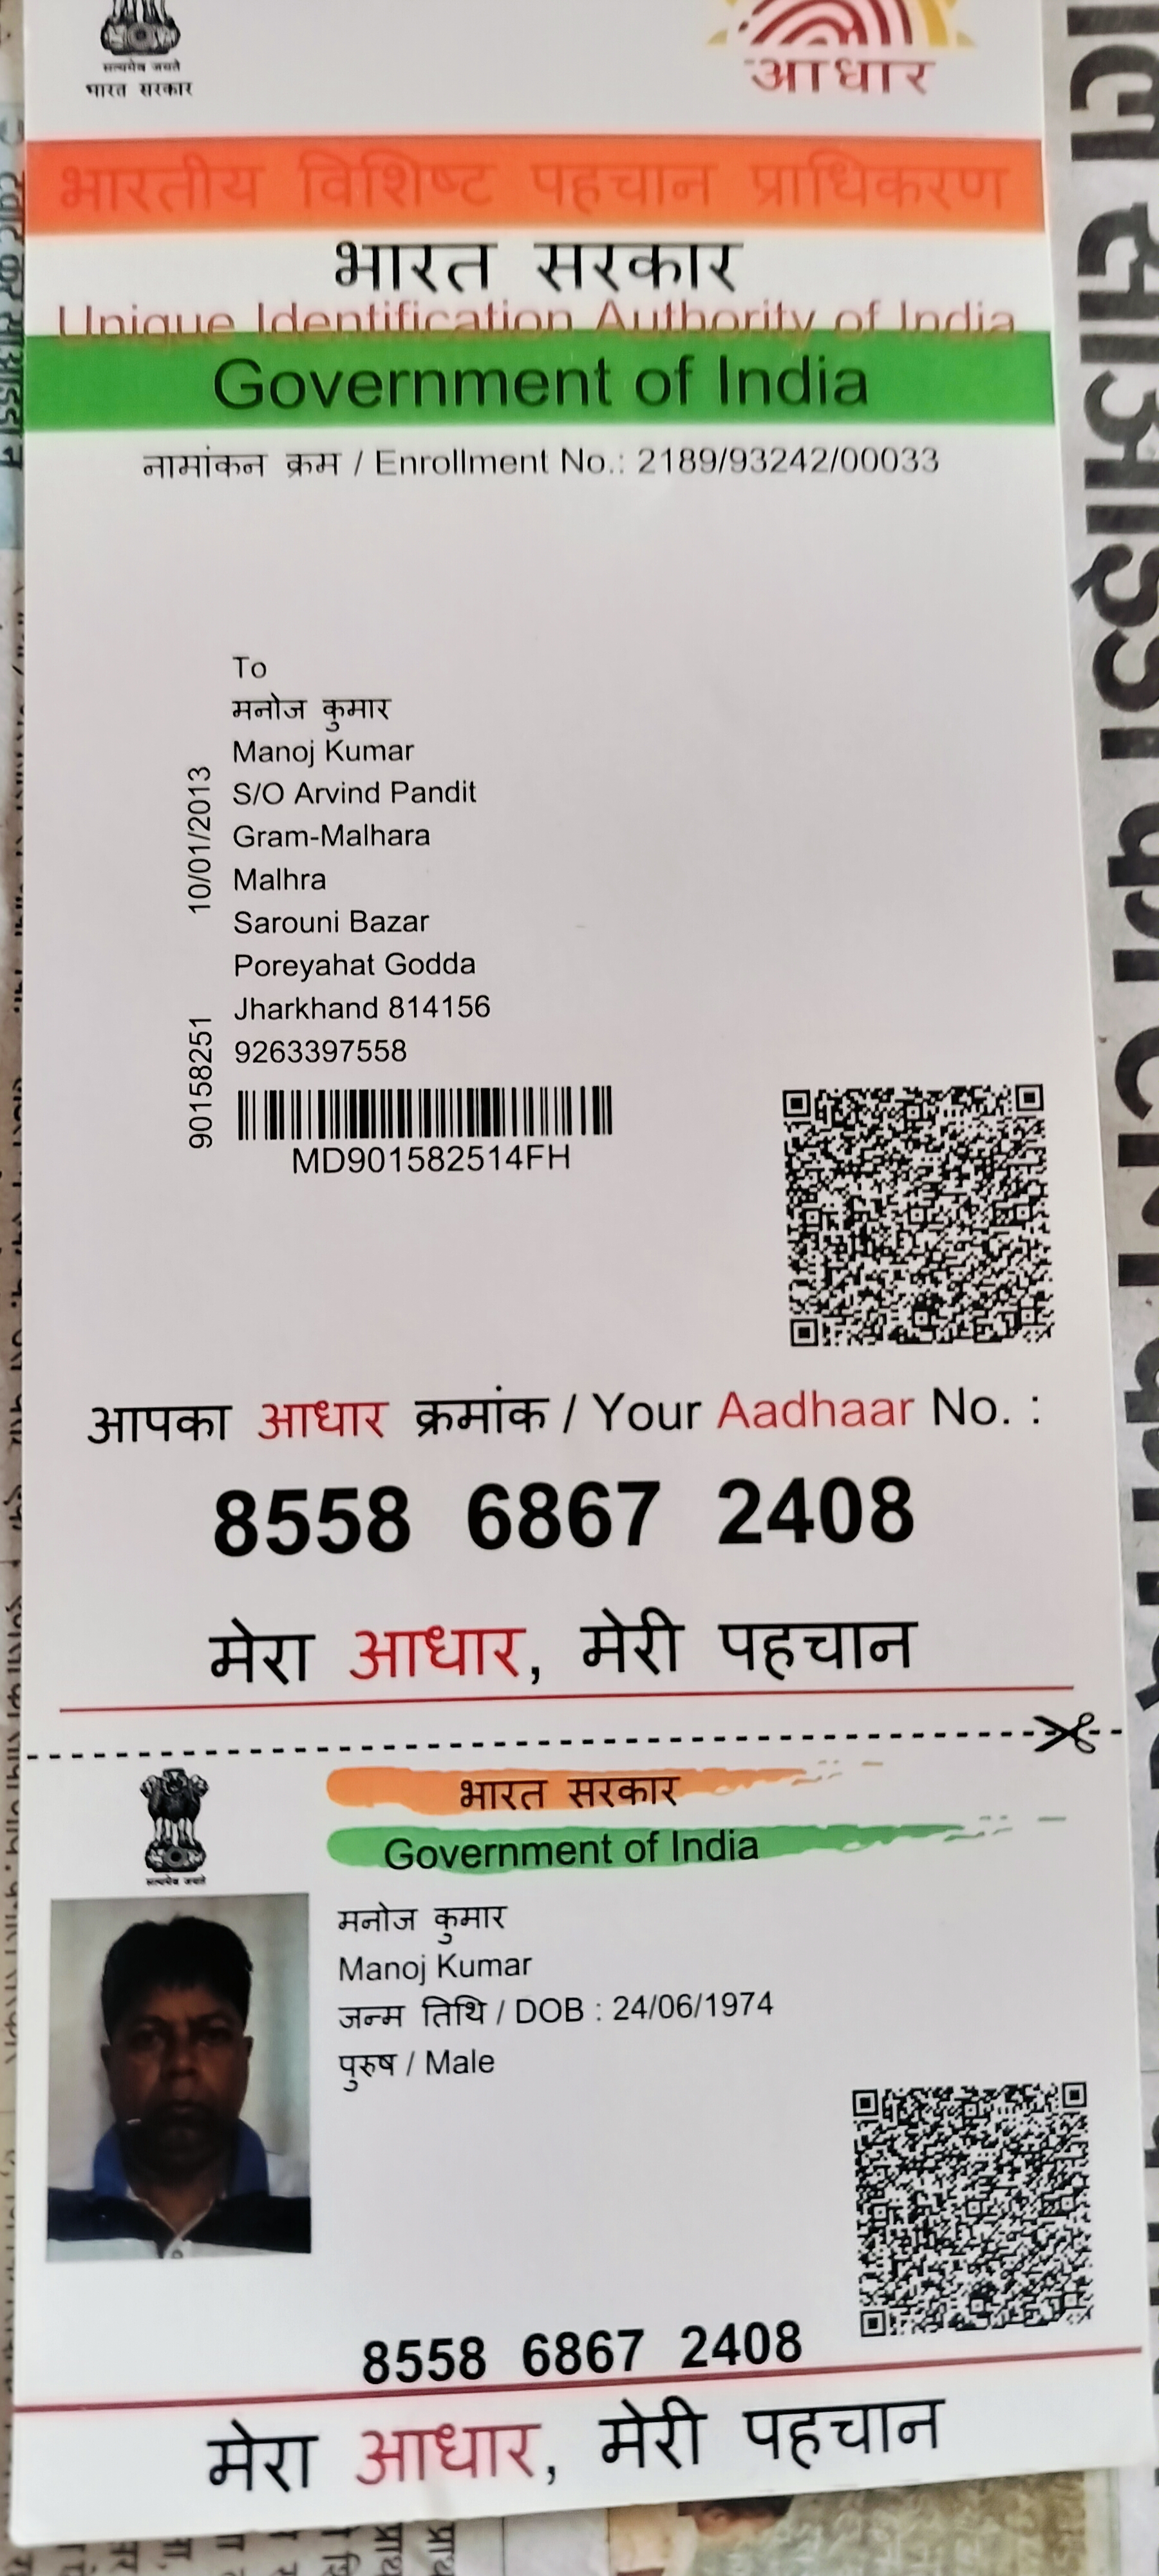 सत्यमेव जयते
भारत सरकार
आधार
भारतीय विशिष्ट पहचान प्राधिकरण
भारत सरकार
Unique Identification Authority of India
Government of India
नामांकन क्रम / Enrollment No.: 2189/93242/00033
To
मनोज कुमार
Manoj Kumar
S/O Arvind Pandit
Gram-Malhara
Malhra
Sarouni Bazar
Poreyahat Godda
Jharkhand 814156
9263397558
10/01/2013
90158251
MD901582514FH
आपका आधार क्रमांक / Your Aadhaar No. :
8558 6867 2408
मेरा आधार, मेरी पहचान
सत्यमेव जयते
भारत सरकार
Government of India
मनोज कुमार
Manoj Kumar
जन्म तिथि / DOB : 24/06/1974
पुरुष / Male
8558 6867 2408
मेरा आधार, मेरी पहचान